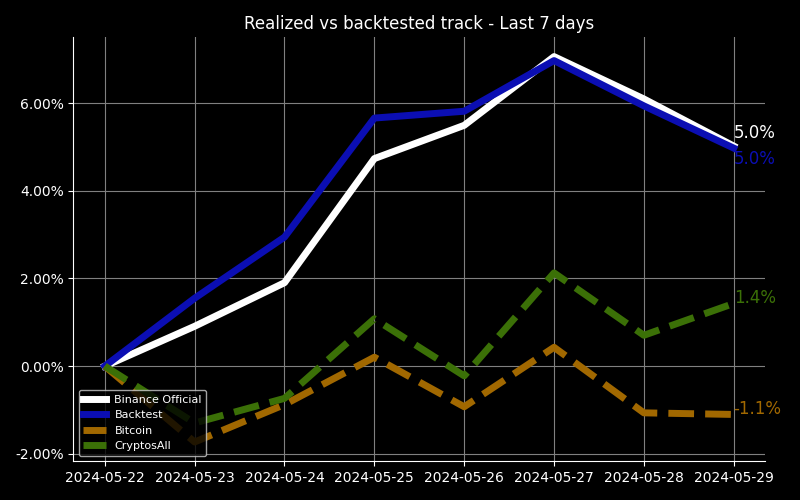 Realized vs backtested track - Last 7 days
6.00%
4.00%
2.00%
0.00%
-2.00%
5.0%
5.0%
1.4%
-1.1%
Binance Official
Backtest
Bitcoin
CryptosAll
2024-05-22 2024-05-23 2024-05-24 2024-05-25 2024-05-26 2024-05-27 2024-05-28 2024-05-29